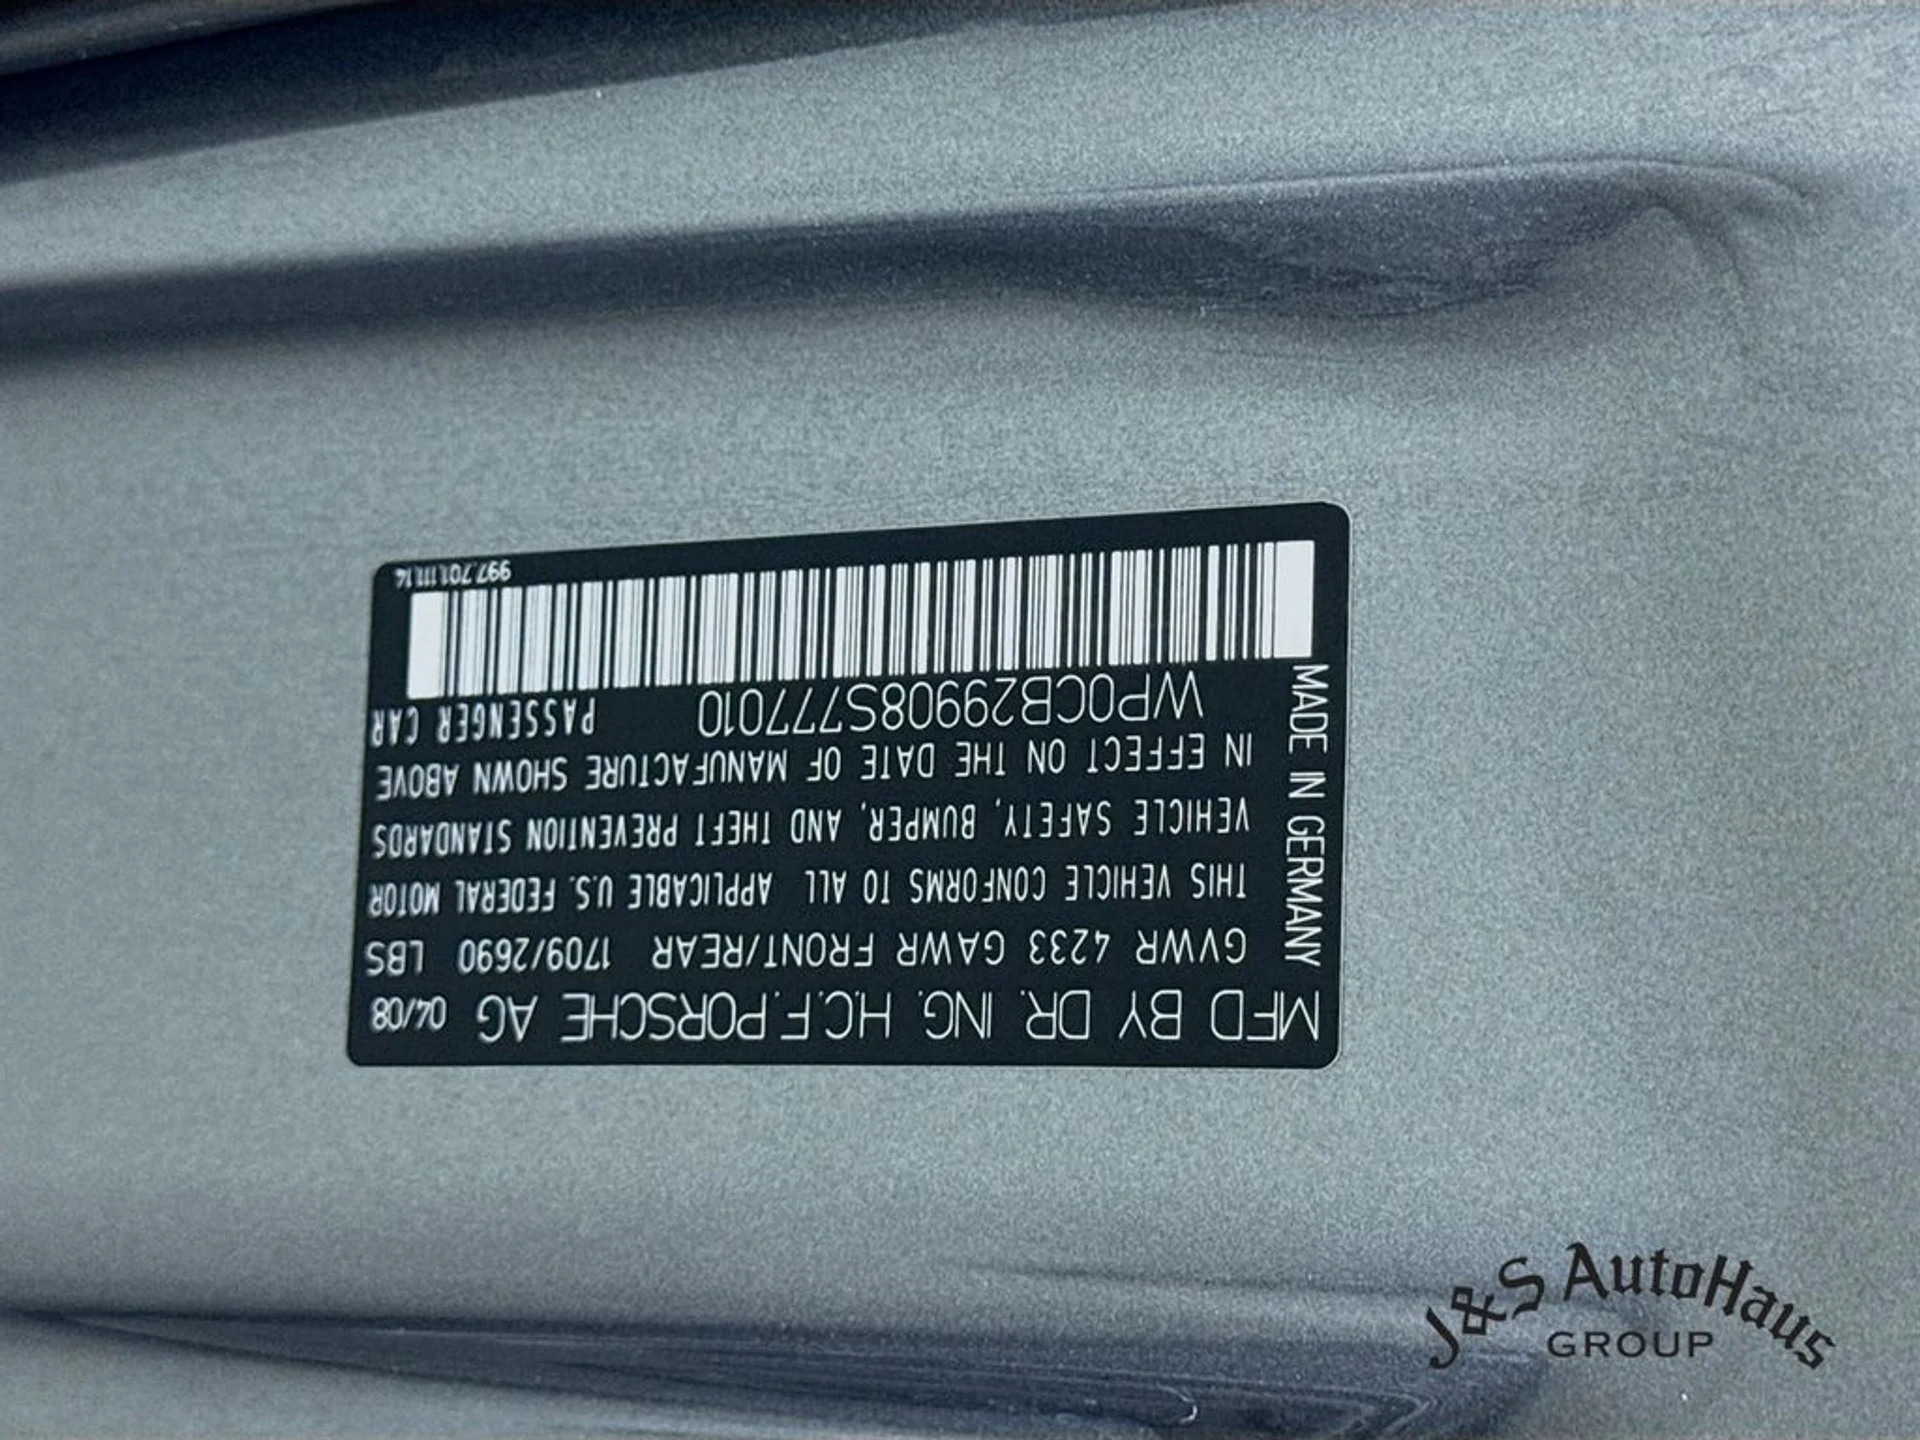 MFD BY DR. ING. H.C.F. PORSCHE AG 04/08
GVWR 4233 GAWR FRONT/REAR 1709/2690 LBS
THIS VEHICLE CONFORMS TO ALL APPLICABLE U.S. FEDERAL MOTOR
VEHICLE SAFETY, BUMPER, AND THEFT PREVENTION STANDARDS
IN EFFECT ON THE DATE OF MANUFACTURE SHOWN ABOVE
WP0CB29908S777010 PASSENGER CAR
997.701.111.14
MADE IN GERMANY
J&S AutoHaus
GROUP